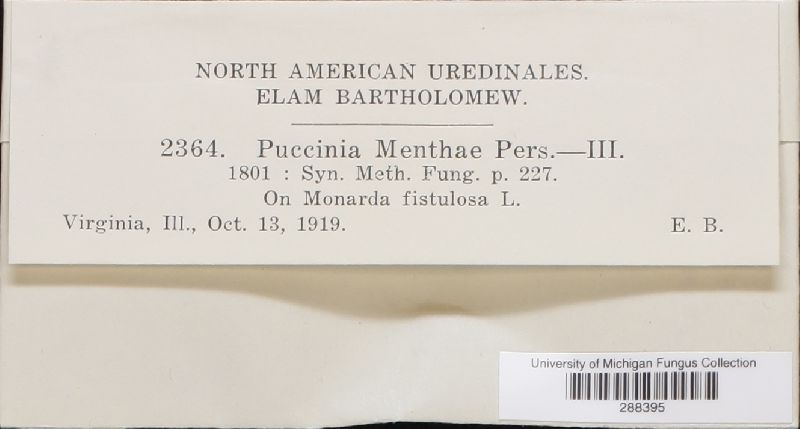 NORTH AMERICAN UREDINALES.
ELAM BARTHOLOMEW.
2364. Puccinia Menthae Pers.—III.
1801 : Syn. Meth. Fung. p. 227.
On Monarda fistulosa L.
Virginia, Ill., Oct. 13, 1919. E. B.
University of Michigan Fungus Collection
288395